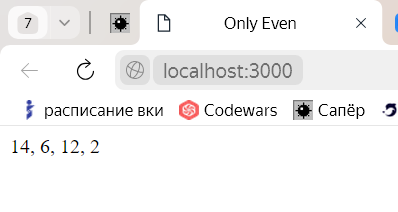 7 Only Even
localhost:3000
расписание вки Codewars Сапёр
14, 6, 12, 2